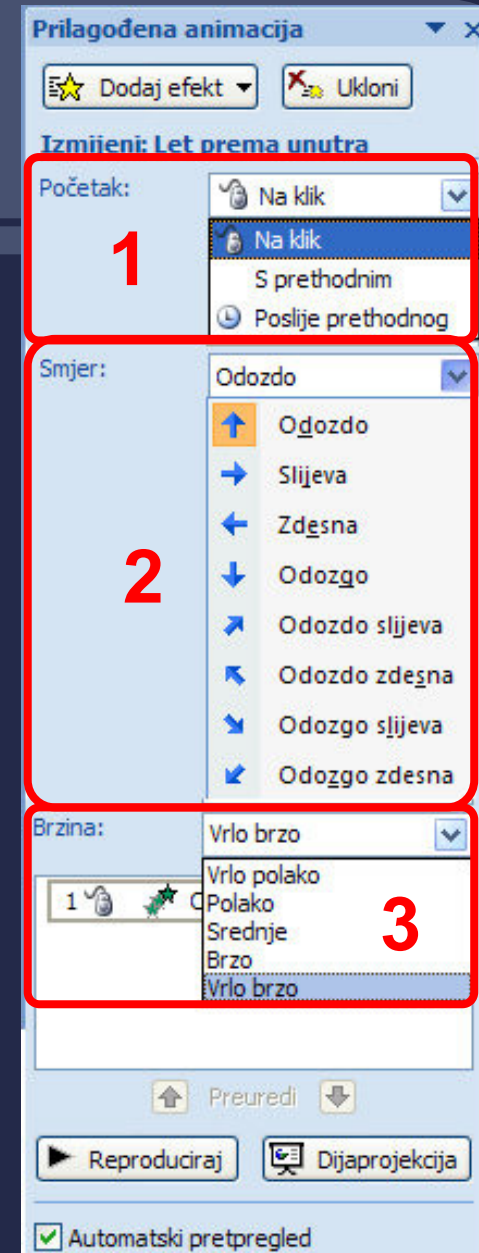 Prilagođena animacija
Dodaj efekt Ukloni
Izmijeni: Let prema unutra
Početak: Na klik
1
Na klik
S prethodnim
Poslije prethodnog
Smjer: Odozdo
2
Odozdo
Slijeva
Zdesna
Odozgo
Odozdo slijeva
Odozdo zdesna
Odozgo slijeva
Odozgo zdesna
Brzina: Vrlo brzo
1
Vrlo polako
Polako
Srednje
Brzo
Vrlo brzo
3
Preuredi
Reproduciraj Dijaprojekcija
Automatski pretpregled